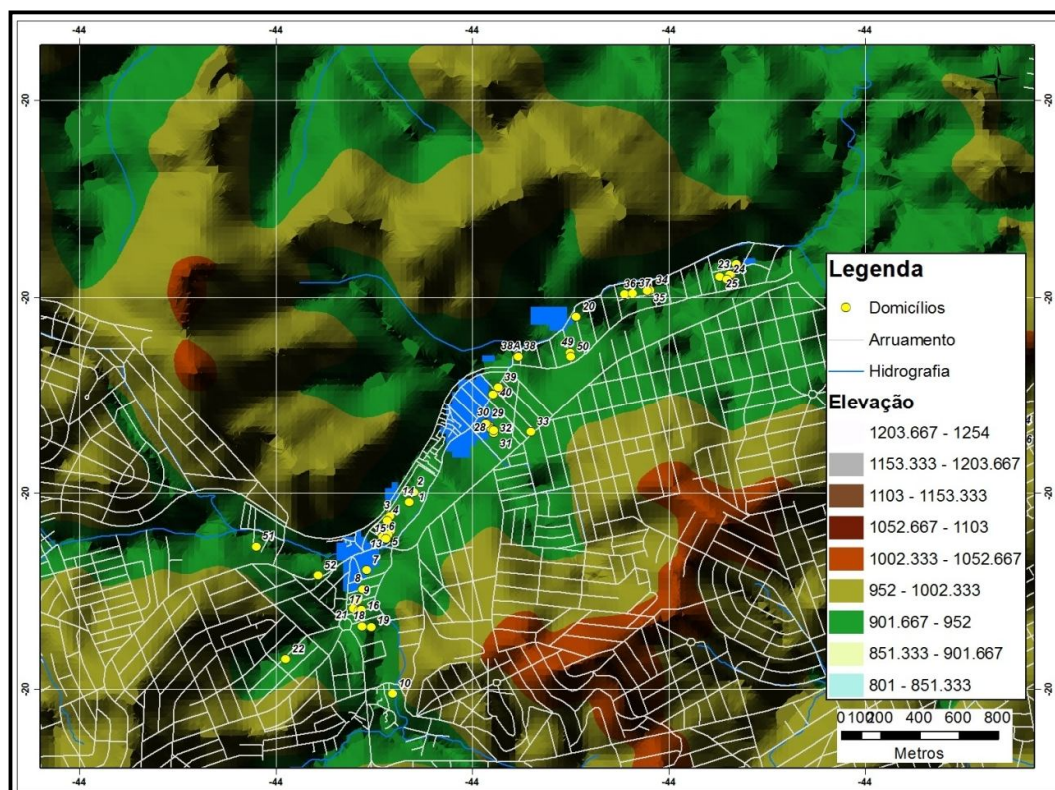 -44 -44 -44 -44 -44
-20 -20
-20 -20
-20 -20
-20 -20
23 24
25
36 37 34
35
20
38A 38
49 50
39
40
30 29
28 32
31
33
2
14 1
3 4
15 6
13 5
7
8
9
17 16
21 18
19
51
52
22
10
Legenda
Domicílios
Arruamento
Hidrografia
Elevação
1203.667 - 1254
1153.333 - 1203.667
1103 - 1153.333
1052.667 - 1103
1002.333 - 1052.667
952 - 1002.333
901.667 - 952
851.333 - 901.667
801 - 851.333
0 100 200 400 600 800
Metros
-44 -44 -44 -44 -44